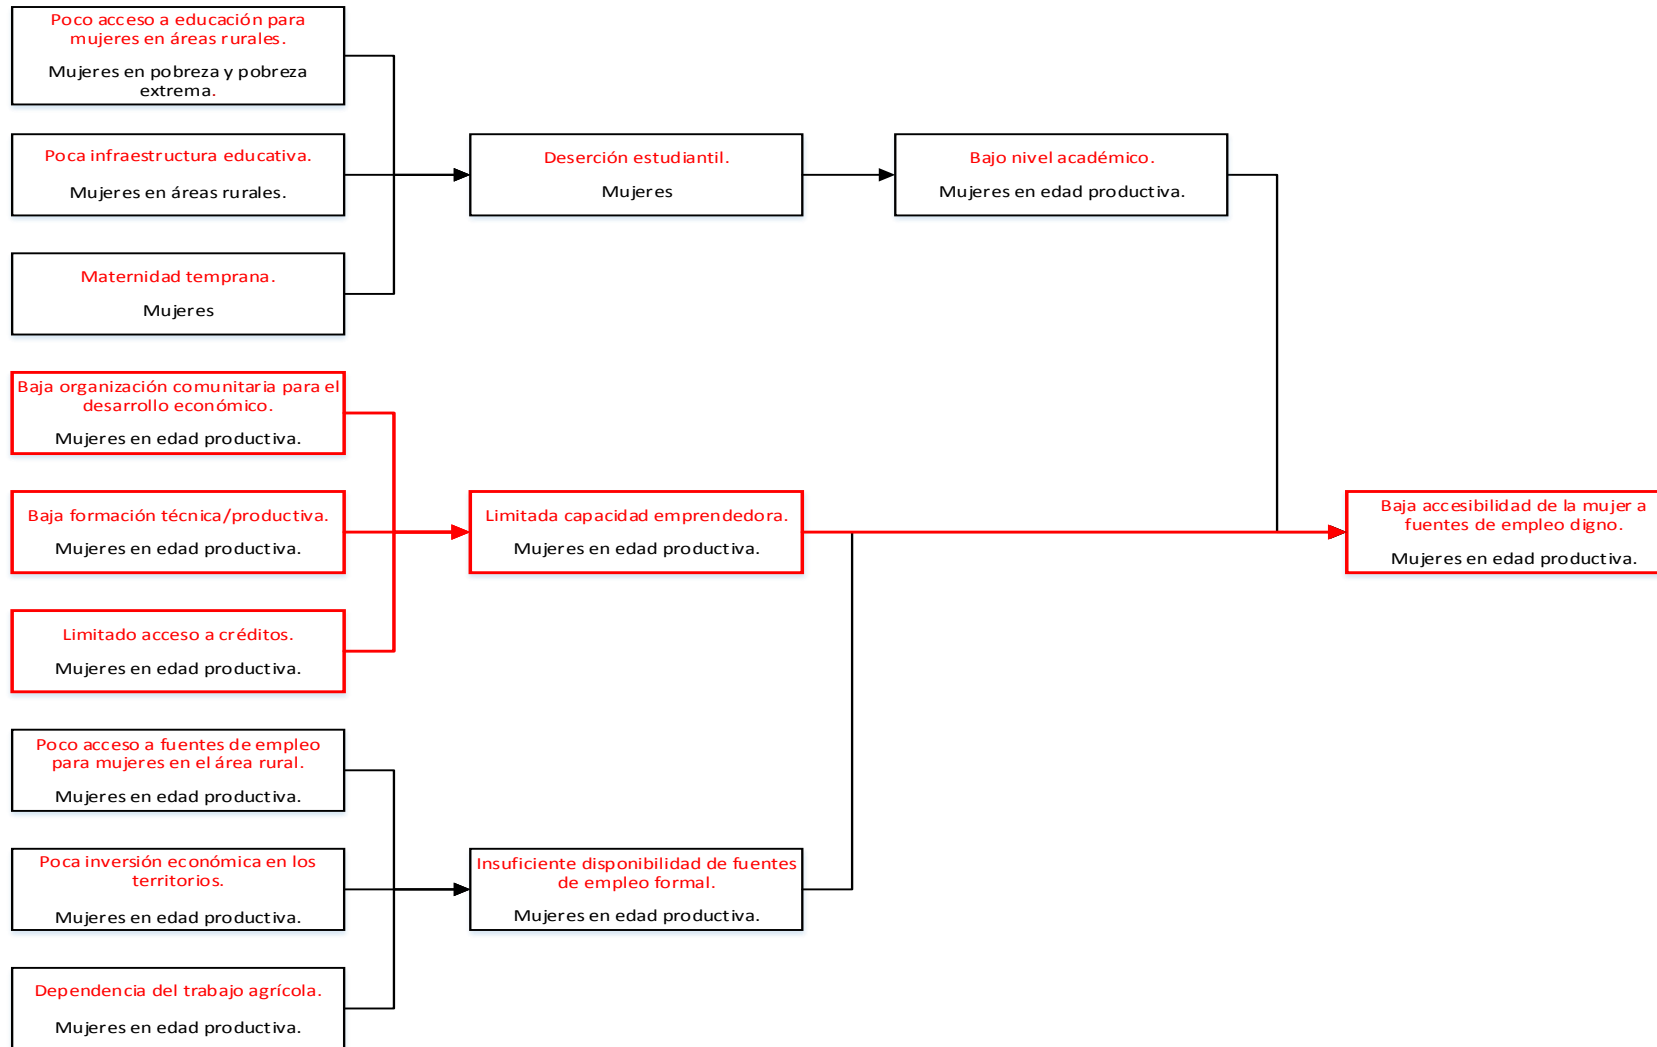 Poco acceso a educación para
mujeres en áreas rurales.
Mujeres en pobreza y pobreza
extrema.
Poca infraestructura educativa.
Mujeres en áreas rurales.
Deserción estudiantil.
Mujeres
Bajo nivel académico.
Mujeres en edad productiva.
Maternidad temprana.
Mujeres
Baja organización comunitaria para el
desarrollo económico.
Mujeres en edad productiva.
Baja formación técnica/productiva.
Mujeres en edad productiva.
Limitada capacidad emprendedora.
Mujeres en edad productiva.
Baja accesibilidad de la mujer a
fuentes de empleo digno.
Mujeres en edad productiva.
Limitado acceso a créditos.
Mujeres en edad productiva.
Poco acceso a fuentes de empleo
para mujeres en el área rural.
Mujeres en edad productiva.
Poca inversión económica en los
territorios.
Mujeres en edad productiva.
Insuficiente disponibilidad de fuentes
de empleo formal.
Mujeres en edad productiva.
Dependencia del trabajo agrícola.
Mujeres en edad productiva.